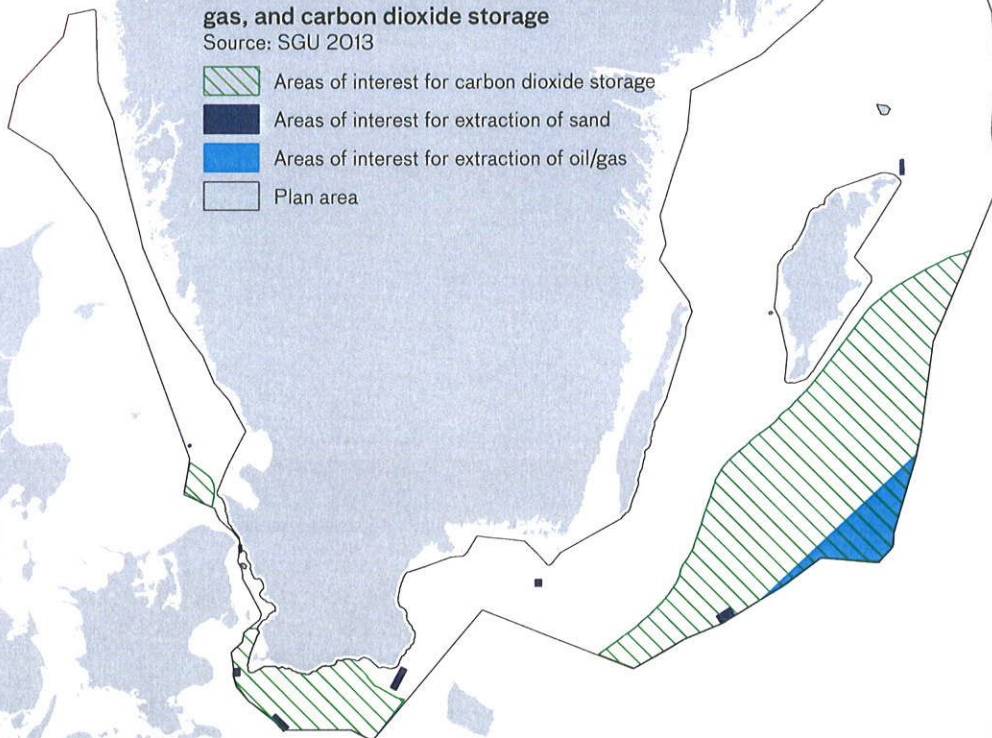 gas, and carbon dioxide storage
Source: SGU 2013
Areas of interest for carbon dioxide storage
Areas of interest for extraction of sand
Areas of interest for extraction of oil/gas
Plan area